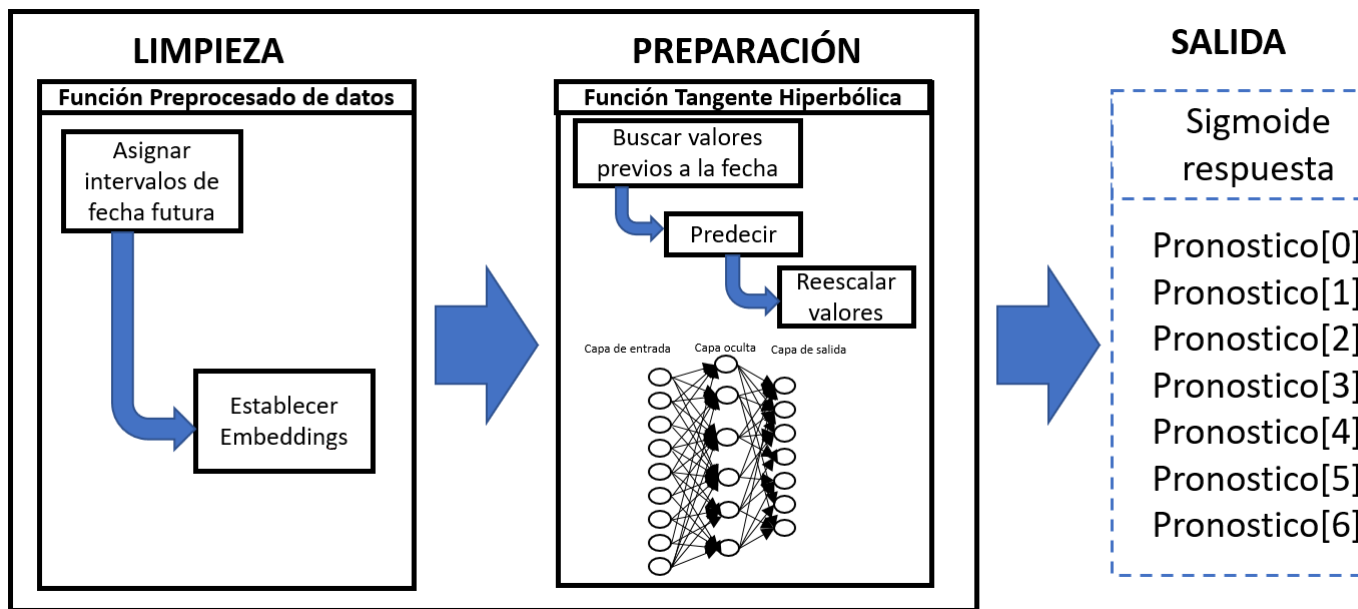 LIMPIEZA
Función Preprocesado de datos
Asignar
intervalos de
fecha futura
Establecer
Embeddings
PREPARACIÓN
Función Tangente Hiperbólica
Buscar valores
previos a la fecha
Predecir
Reescalar
valores
Capa de entrada
Capa oculta
Capa de salida
SALIDA
Sigmoide
respuesta
Pronostico[0]
Pronostico[1]
Pronostico[2]
Pronostico[3]
Pronostico[4]
Pronostico[5]
Pronostico[6]